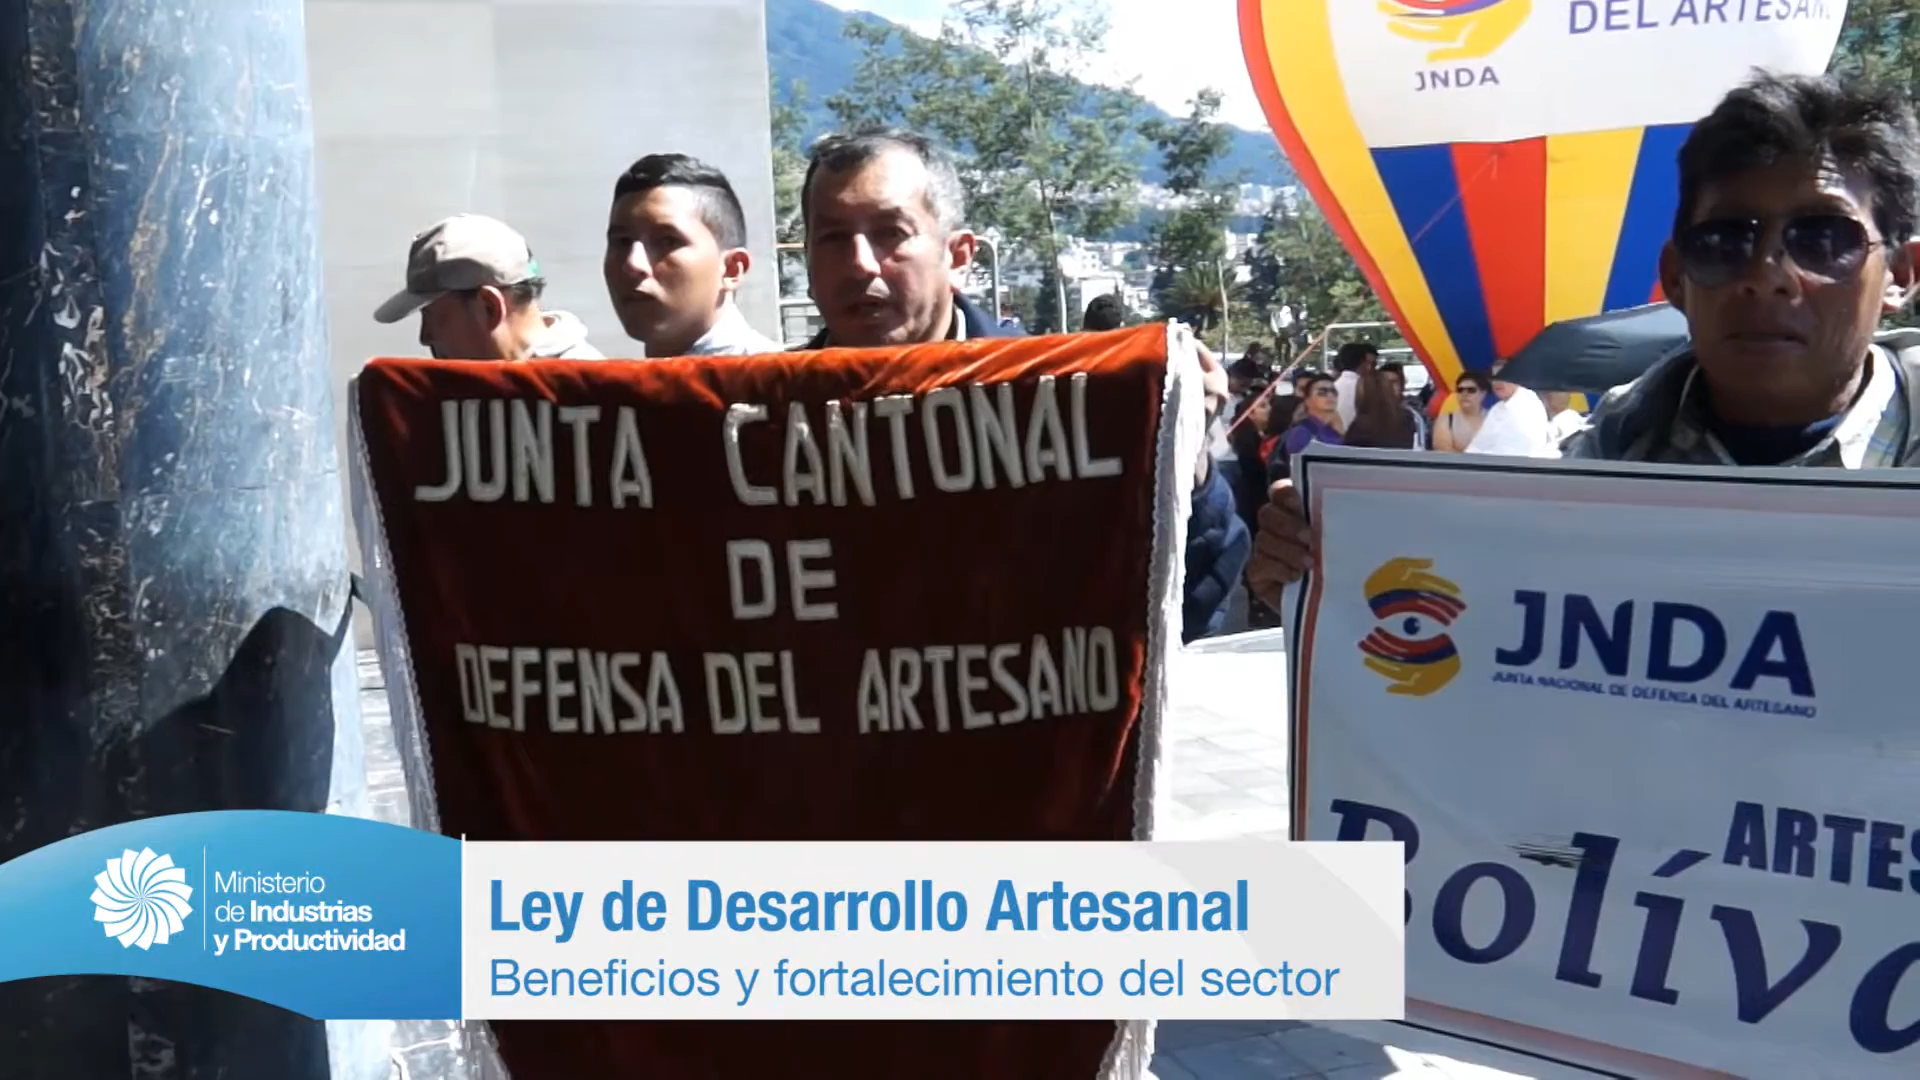 DEL ARTESAN
JNDA
JUNTA CANTONAL
DE
DEFENSA DEL ARTESANO
JNDA
JUNTA NACIONAL DE DEFENSA DEL ARTESANO
ARTES
Bolíva
Ministerio
de Industrias
y Productividad
Ley de Desarrollo Artesanal
Beneficios y fortalecimiento del sector